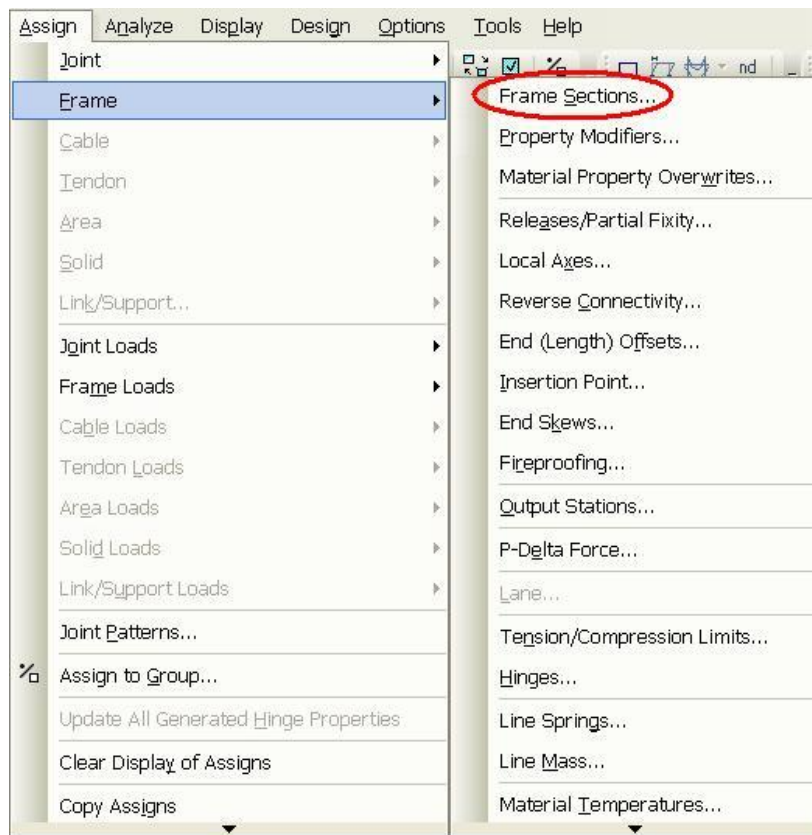 Assign Analyze Display Design Options Tools Help
Joint
Frame
Cable
Tendon
Area
Solid
Link/Support...
Joint Loads
Frame Loads
Cable Loads
Tendon Loads
Area Loads
Solid Loads
Link/Support Loads
Joint Patterns...
Assign to Group...
Update All Generated Hinge Properties
Clear Display of Assigns
Copy Assigns
nd
Frame Sections...
Property Modifiers...
Material Property Overwrites...
Releases/Partial Fixity...
Local Axes...
Reverse Connectivity...
End (Length) Offsets...
Insertion Point...
End Skews...
Fireproofing...
Output Stations...
P-Delta Force...
Lane...
Tension/Compression Limits...
Hinges...
Line Springs...
Line Mass...
Material Temperatures...